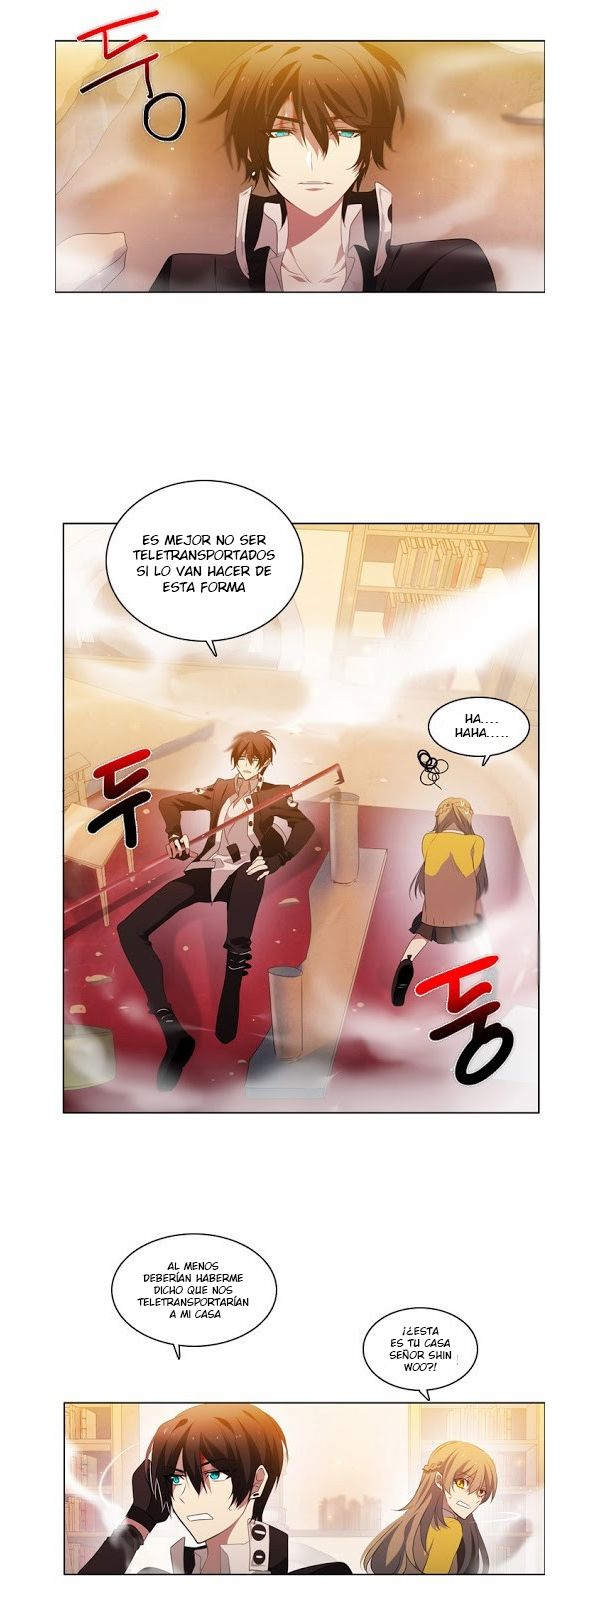 둥
ES MEJOR NO SER
TELETRANSPORTADOS
SI LO VAN HACER DE
ESTA FORMA
HA....
HAHA.....
두
둥
AL MENOS
DEBERÍAN HABERME
DICHO QUE NOS
TELETRANSPORTARÍAN
A MI CASA
¡¿ESTA
ES TU CASA
SEÑOR SHIN
WOO?!